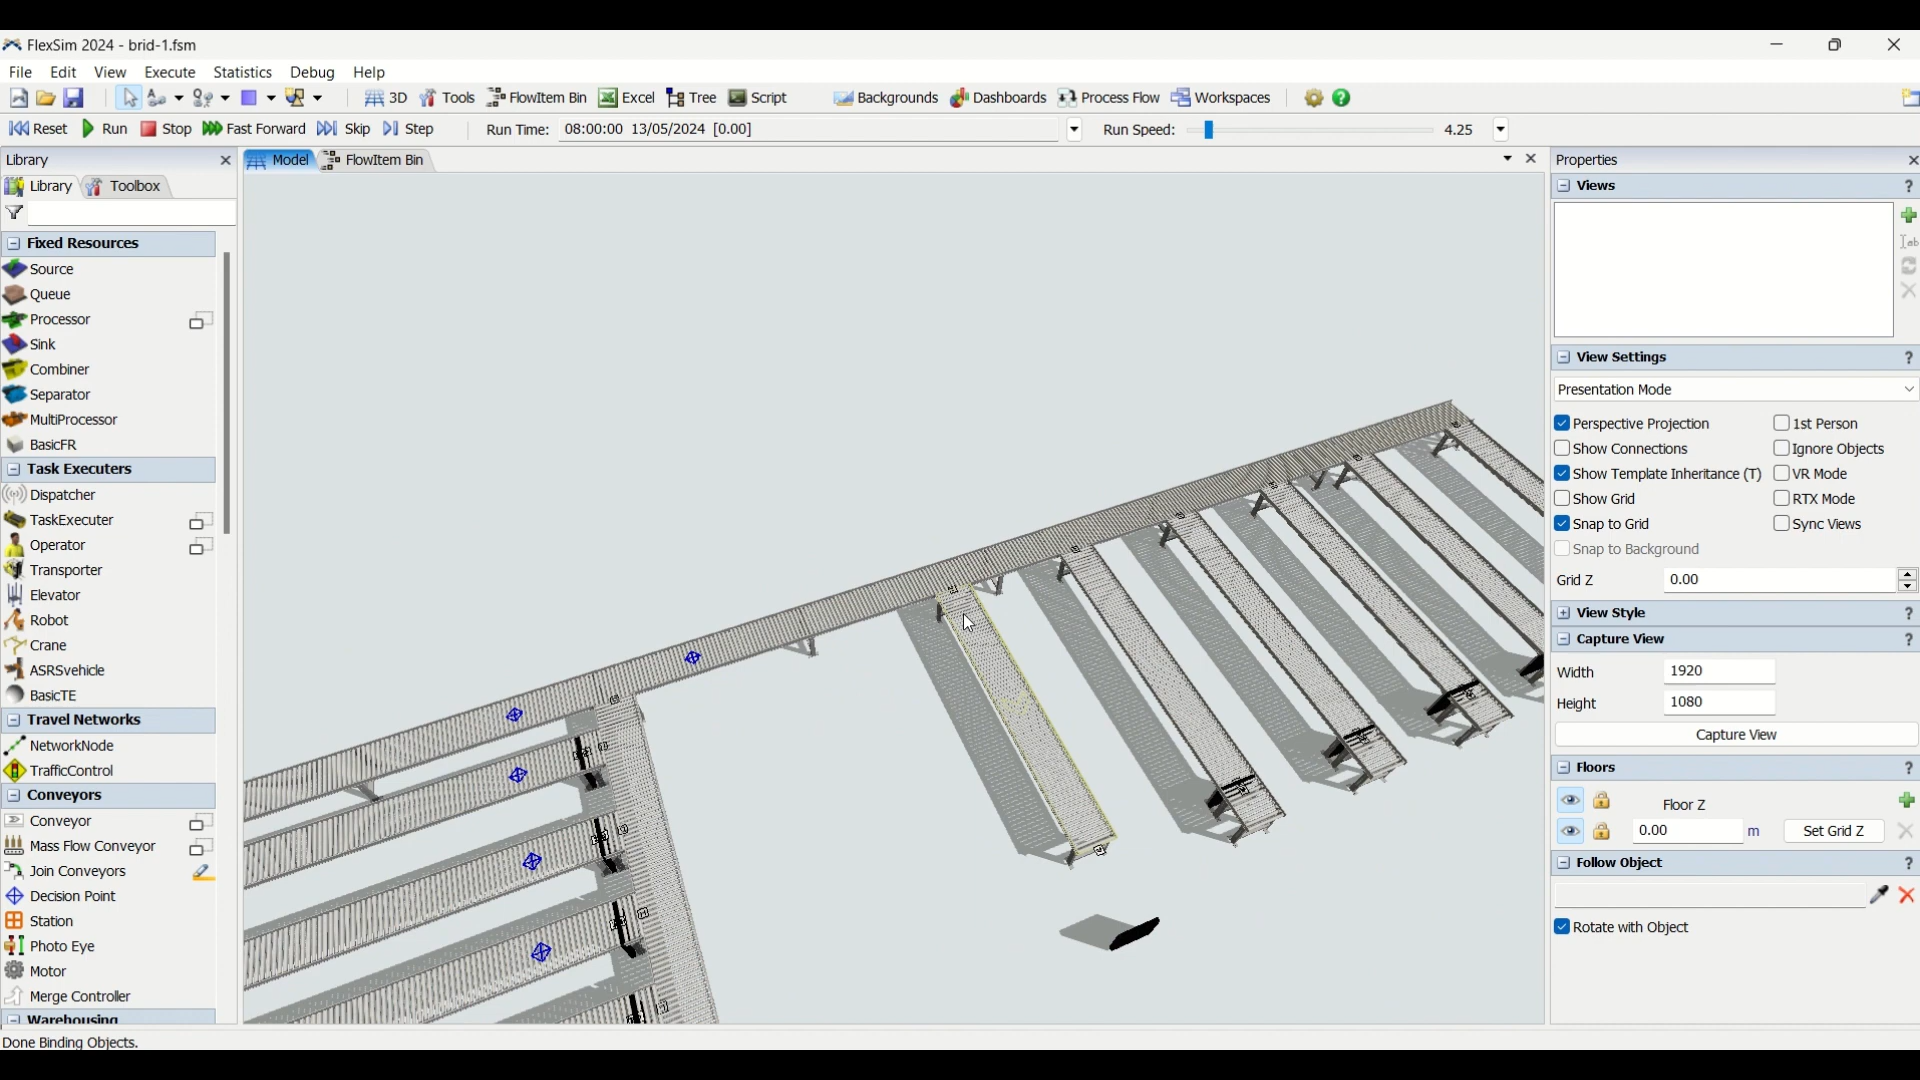 FlexSim 2024 - brid-1.fsm
File Edit View Execute Statistics Debug Help
3D Tools FlowItem Bin Excel Tree Script Backgrounds Dashboards Process Flow Workspaces
Reset Run Stop Fast Forward Skip Step Run Time: 08:00:00 13/05/2024 [0.00] Run Speed: 4.25
Library
Library Toolbox
Fixed Resources
Source
Queue
Processor
Sink
Combiner
Separator
MultiProcessor
BasicFR
Task Executers
Dispatcher
TaskExecuter
Operator
Transporter
Elevator
Robot
Crane
ASRSvehicle
BasicTE
Travel Networks
NetworkNode
TrafficControl
Conveyors
Conveyor
Mass Flow Conveyor
Join Conveyors
Decision Point
Station
Photo Eye
Motor
Merge Controller
Warehousing
Model FlowItem Bin
Properties
Views
View Settings
Presentation Mode
Perspective Projection 1st Person
Show Connections Ignore Objects
Show Template Inheritance (T) VR Mode
Show Grid RTX Mode
Snap to Grid Sync Views
Snap to Background
Grid Z 0.00
View Style
Capture View
Width 1920
Height 1080
Capture View
Floors
Floor Z
0.00 m Set Grid Z
Follow Object
Rotate with Object
Done Binding Objects.